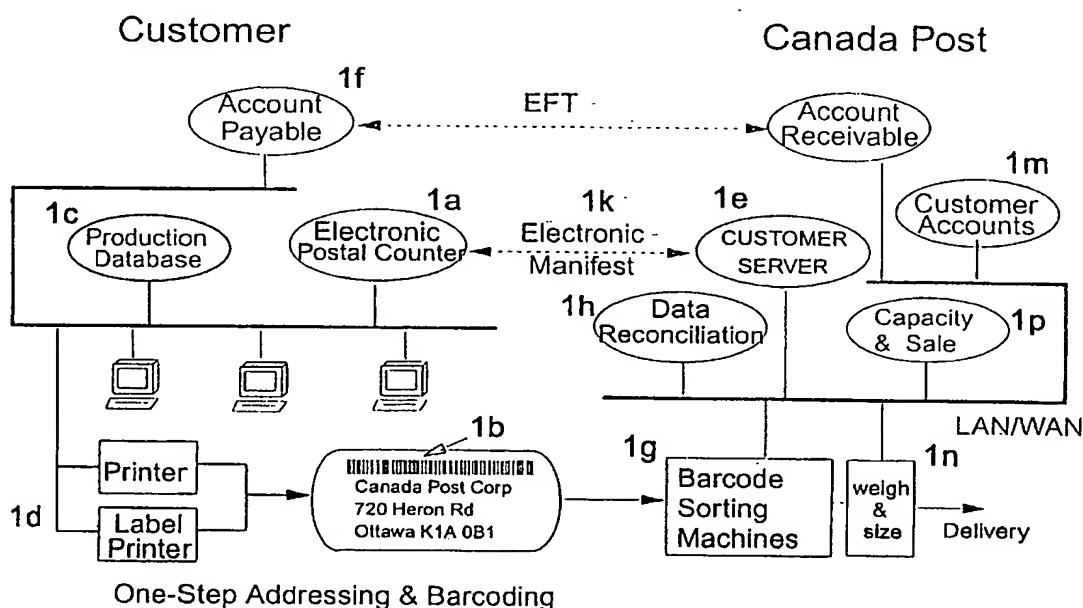 Customer
Canada Post
1f
Account
Payable
EFT
Account
Receivable
1m
Customer
Accounts
1c
Production
Database
1a
Electronic
Postal Counter
1k
Electronic
Manifest
1e
CUSTOMER
SERVER
1h
Data
Reconciliation
Capacity
& Sale
1p
LAN/WAN
1d
Printer
Label
Printer
1b
Canada Post Corp
720 Heron Rd
Ottawa K1A 0B1
1g
Barcode
Sorting
Machines
1n
weigh
&
size
Delivery
One-Step Addressing & Barcoding